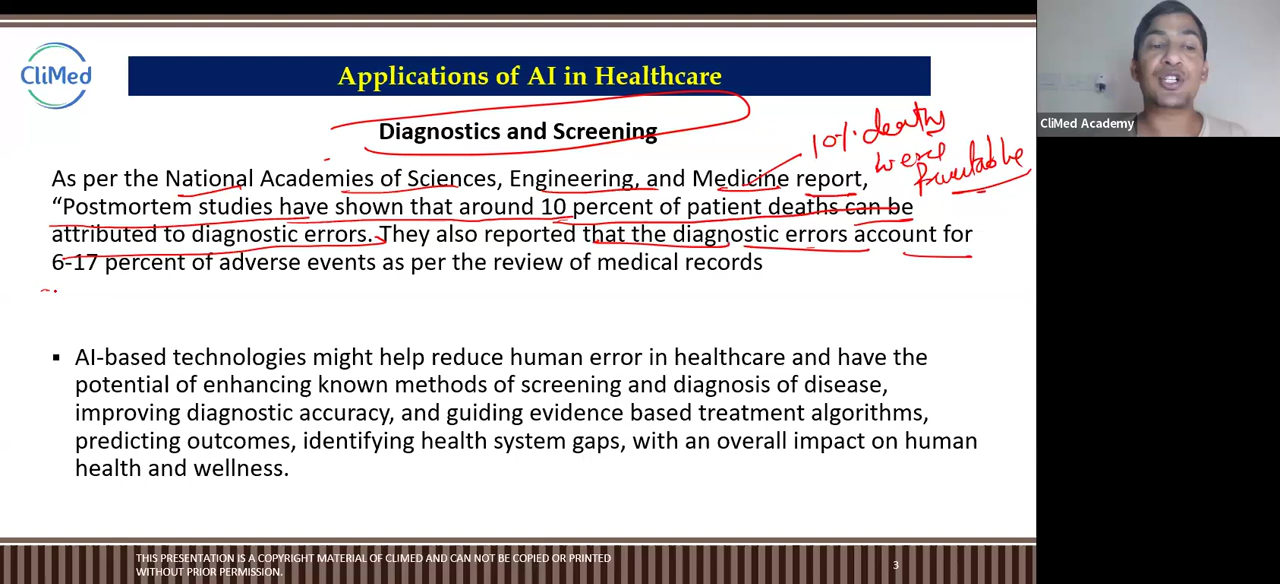 CliMed
Applications of AI in Healthcare
CliMed Academy
Diagnostics and Screening
10% deaths
were
As per the National Academies of Sciences, Engineering, and Medicine report,
“Postmortem studies have shown that around 10 percent of patient deaths can be
attributed to diagnostic errors. They also reported that the diagnostic errors account for
6-17 percent of adverse events as per the review of medical records
▪ AI-based technologies might help reduce human error in healthcare and have the
potential of enhancing known methods of screening and diagnosis of disease,
improving diagnostic accuracy, and guiding evidence based treatment algorithms,
predicting outcomes, identifying health system gaps, with an overall impact on human
health and wellness.
THIS PRESENTATION IS A COPYRIGHT MATERIAL OF CLIMED AND CAN NOT BE COPIED OR PRINTED
WITHOUT PRIOR PERMISSION.
3